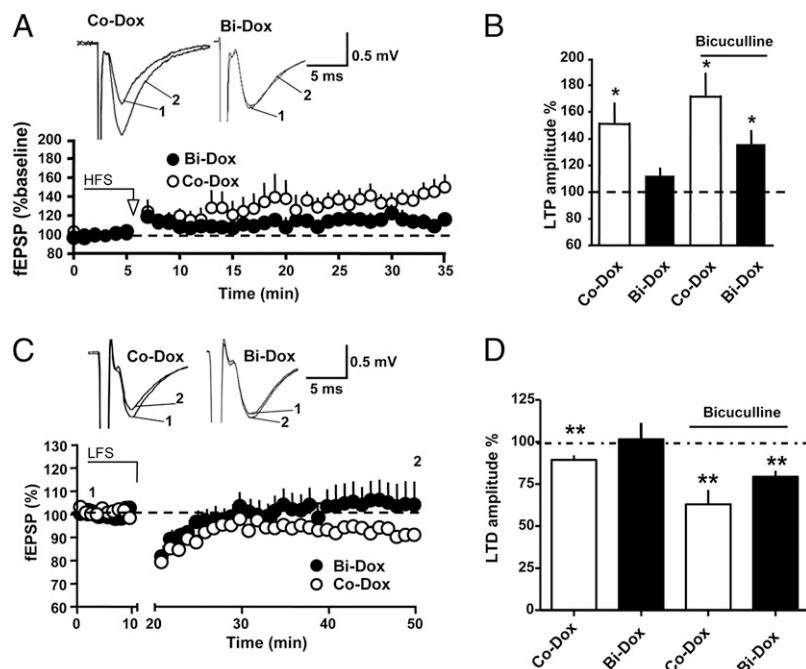 A
Co-Dox
Bi-Dox
0.5 mV
5 ms
1
2
1
2
fEPSP (%baseline)
200
180
160
140
120
100
80
HFS
Bi-Dox
Co-Dox
0 5 10 15 20 25 30 35
Time (min)
B
Bicuculline
LTP amplitude %
200
180
160
140
120
100
80
60
* * *
Co-Dox Bi-Dox Co-Dox Bi-Dox
C
Co-Dox
Bi-Dox
0.5 mV
5 ms
2
1
1
2
fEPSP (%)
130
120
110
100
90
80
70
60
LFS
1
2
Bi-Dox
Co-Dox
0 10 20 30 40 50
Time (min)
D
Bicuculline
LTD amplitude %
125
100
75
50
25
0
** ** **
Co-Dox Bi-Dox Co-Dox Bi-Dox